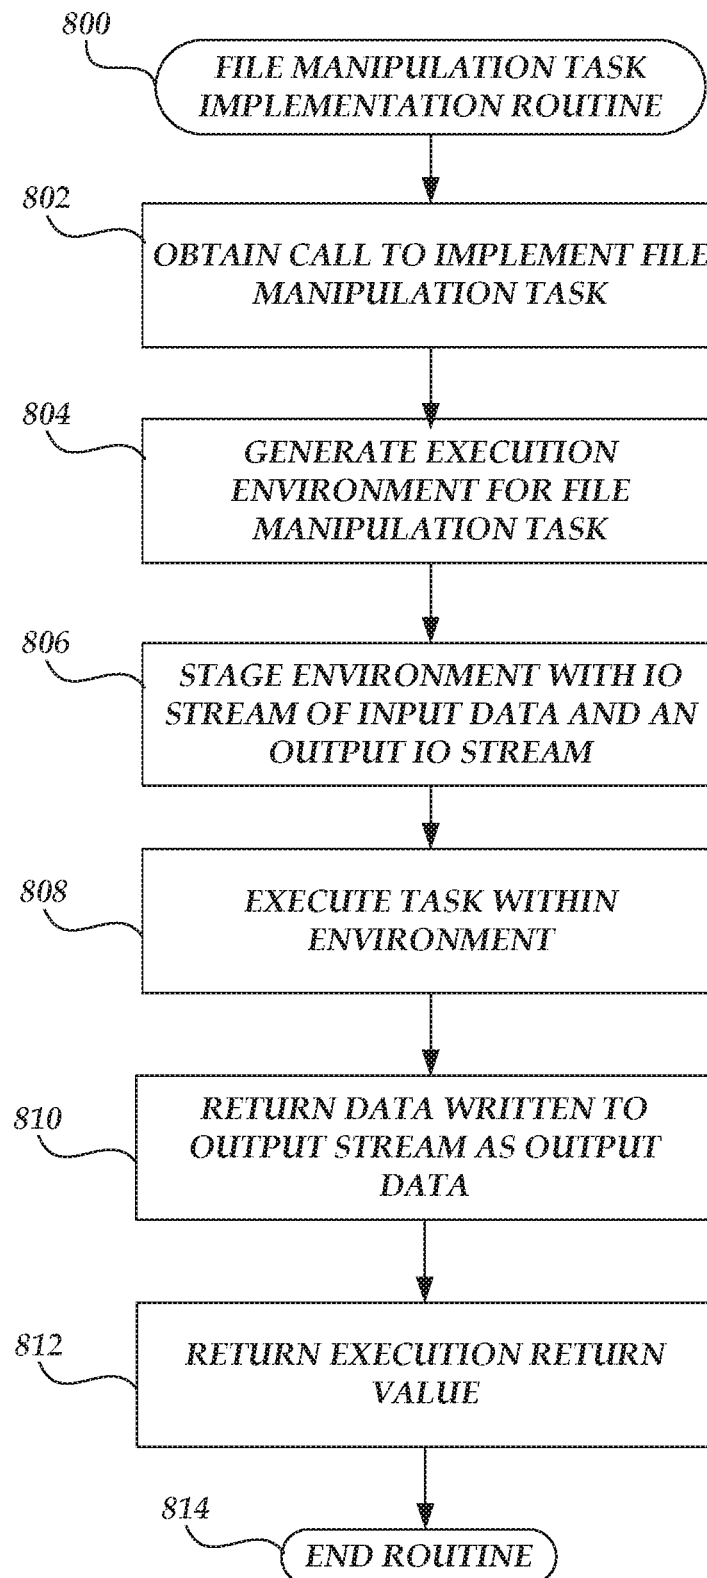 800
FILE MANIPULATION TASK
IMPLEMENTATION ROUTINE
802
OBTAIN CALL TO IMPLEMENT FILE
MANIPULATION TASK
804
GENERATE EXECUTION
ENVIRONMENT FOR FILE
MANIPULATION TASK
806
STAGE ENVIRONMENT WITH IO
STREAM OF INPUT DATA AND AN
OUTPUT IO STREAM
808
EXECUTE TASK WITHIN
ENVIRONMENT
810
RETURN DATA WRITTEN TO
OUTPUT STREAM AS OUTPUT
DATA
812
RETURN EXECUTION RETURN
VALUE
814
END ROUTINE